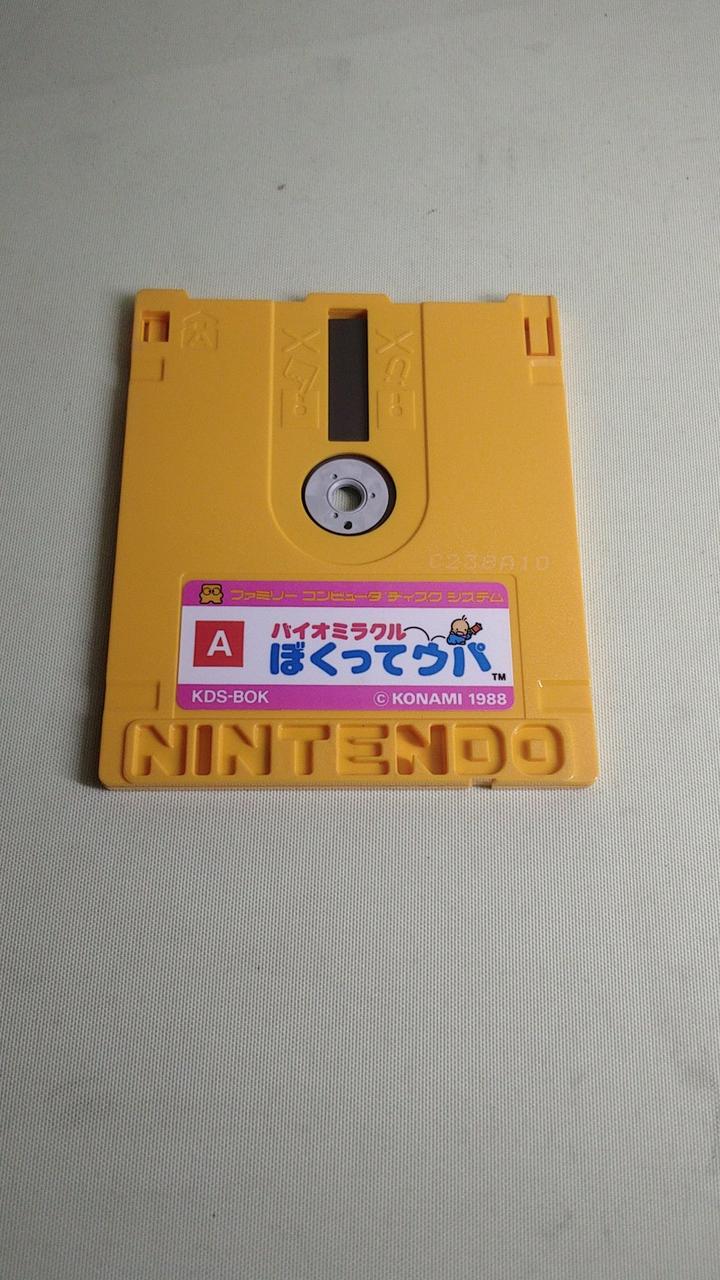 C238A10
ファミリー コンピュータ ディスク システム
A
バイオミラクル
ぼくってウパ™
KDS-BOK
© KONAMI 1988
NINTENDO